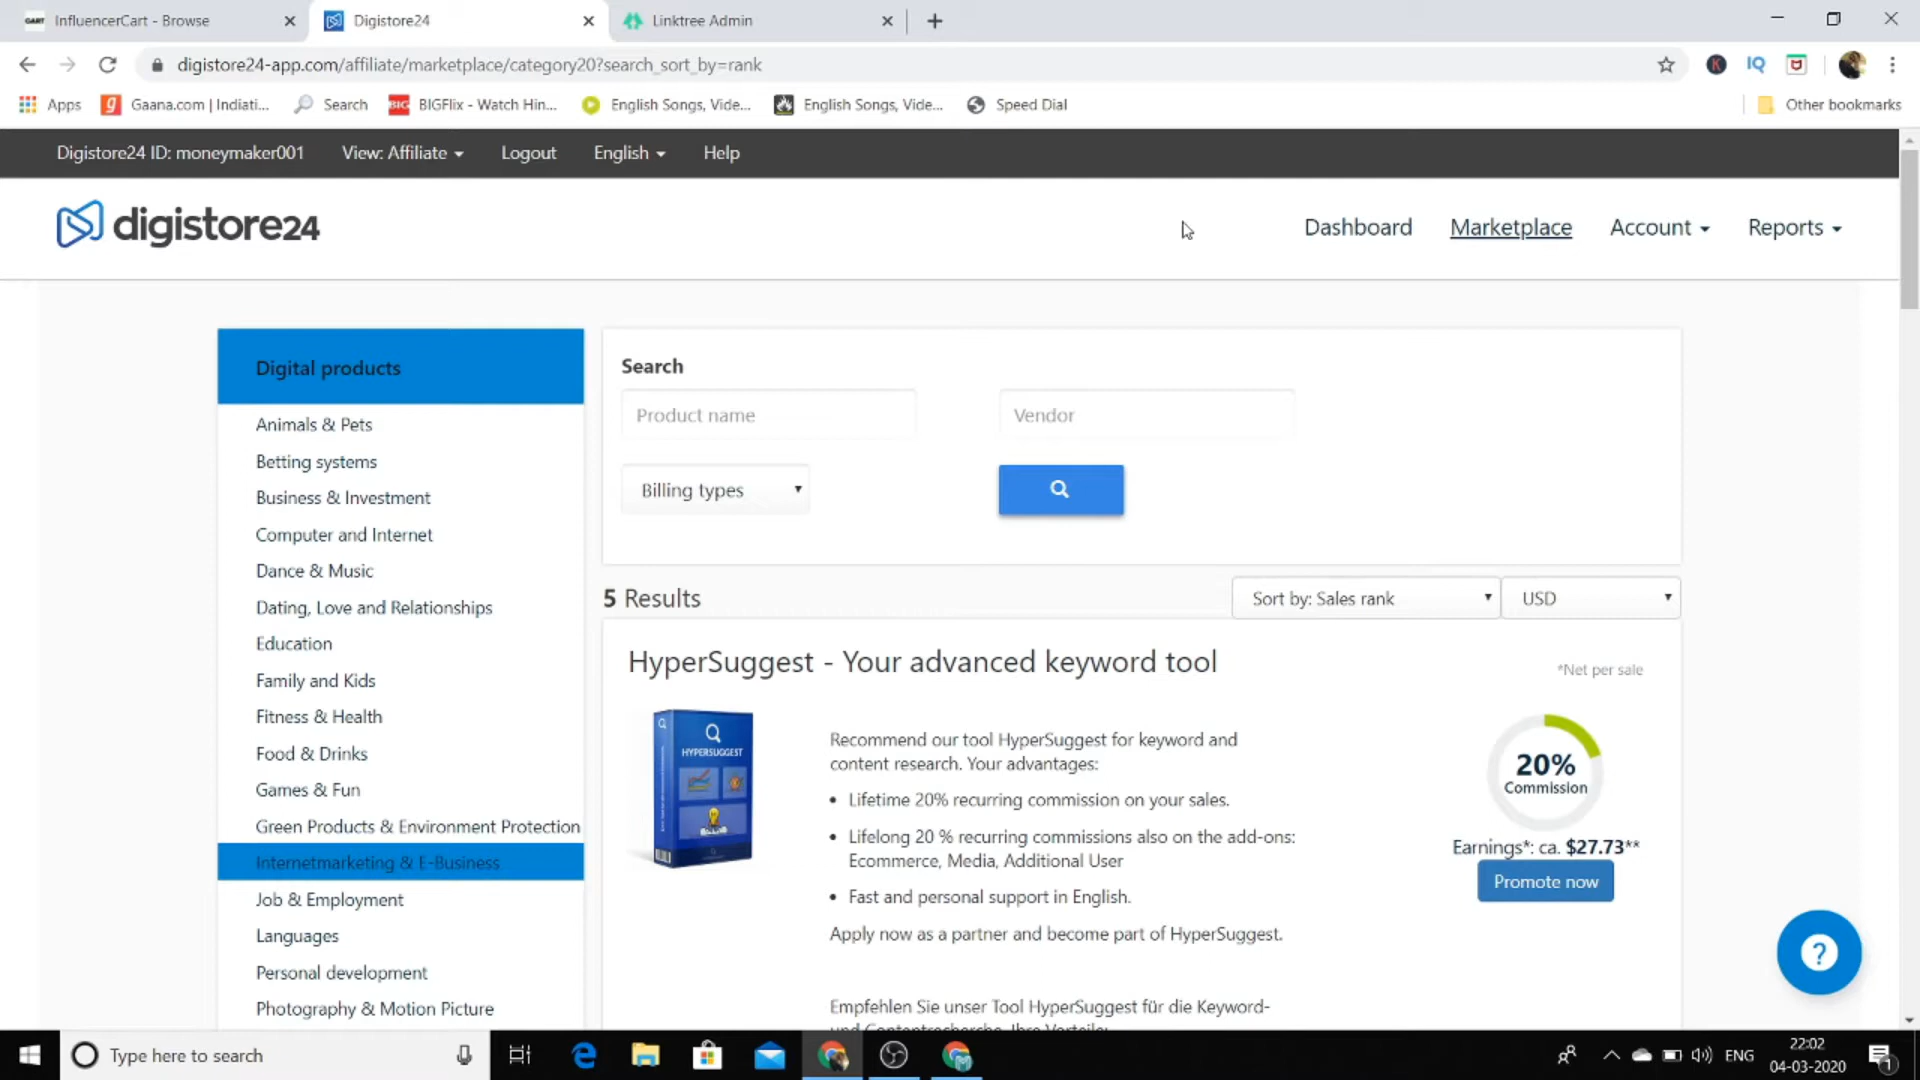 CART InfluencerCart - Browse
Digistore24
Linktree Admin
digistore24-app.com/affiliate/marketplace/category20?search_sort_by=rank
K
IQ
Apps
Gaana.com | Indiati...
Search
BIG BIGFlix - Watch Hin...
English Songs, Vide...
English Songs, Vide...
Speed Dial
Other bookmarks
Digistore24 ID: moneymaker001
View: Affiliate
Logout
English
Help
digistore24
Dashboard
Marketplace
Account
Reports
Digital products
Animals & Pets
Betting systems
Business & Investment
Computer and Internet
Dance & Music
Dating, Love and Relationships
Education
Family and Kids
Fitness & Health
Food & Drinks
Games & Fun
Green Products & Environment Protection
Internetmarketing & E-Business
Job & Employment
Languages
Personal development
Photography & Motion Picture
Search
Product name
Vendor
Billing types
5 Results
Sort by: Sales rank
USD
HyperSuggest - Your advanced keyword tool
*Net per sale
HYPERSUGGEST
Recommend our tool HyperSuggest for keyword and
content research. Your advantages:
• Lifetime 20% recurring commission on your sales.
• Lifelong 20 % recurring commissions also on the add-ons:
Ecommerce, Media, Additional User
• Fast and personal support in English.
Apply now as a partner and become part of HyperSuggest.
Empfehlen Sie unser Tool HyperSuggest für die Keyword-
und Contentrecherche. Ihre Vorteile:
20%
Commission
Earnings*: ca. $27.73**
Promote now
?
Type here to search
ENG
22:02
04-03-2020
1